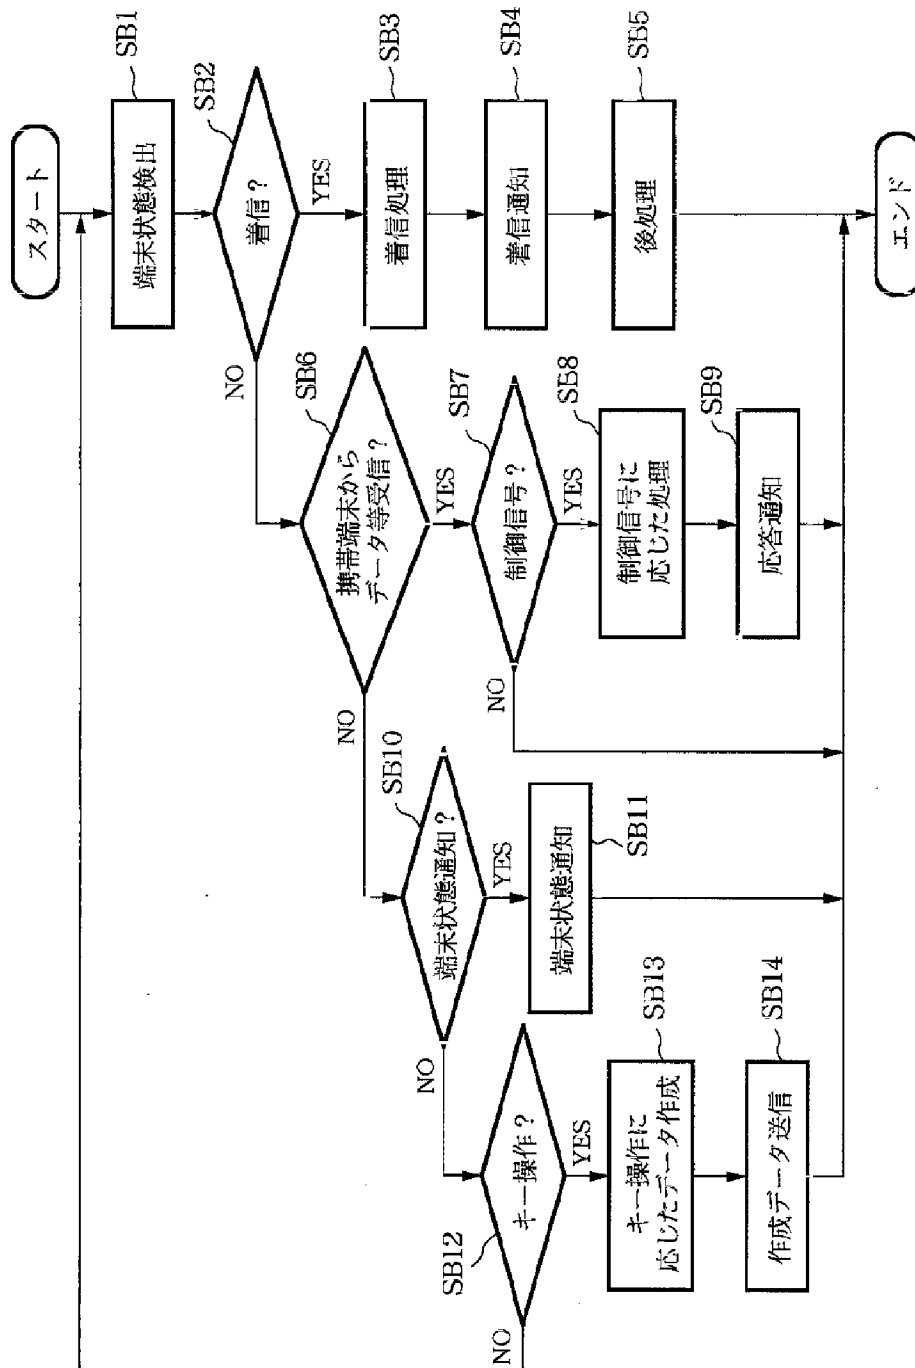 スタート
端末状態検出
SB1
着信？
SB2
YES
NO
着信処理
SB3
着信通知
SB4
後処理
SB5
エンド
携帯端末から
データ等受信？
SB6
YES
NO
制御信号？
SB7
YES
NO
制御信号に
応じた処理
SB8
応答通知
SB9
端末状態通知？
SB10
YES
NO
端末状態通知
SB11
キー操作？
SB12
YES
NO
キー操作に
応じたデータ作成
SB13
作成データ送信
SB14